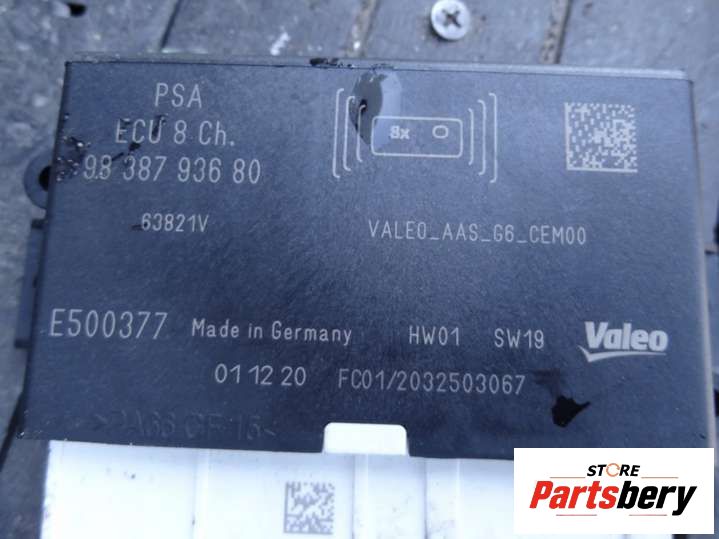 PSA
ECU 8 Ch.
98 387 936 80
8x
63821V
VALEO_AAS_G6_CEM00
E500377 Made in Germany HW01 SW19 Valeo
01 12 20 FC01/2032503067
STORE
Partsbery